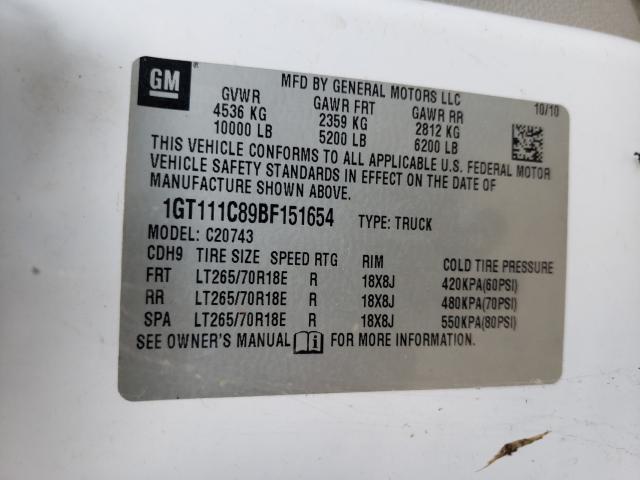 GM
MFD BY GENERAL MOTORS LLC
GVWR GAWR FRT GAWR RR 10/10
4536 KG 2359 KG 2812 KG
10000 LB 5200 LB 6200 LB
THIS VEHICLE CONFORMS TO ALL APPLICABLE U.S. FEDERAL MOTOR
VEHICLE SAFETY STANDARDS IN EFFECT ON THE DATE OF
MANUFACTURE SHOWN ABOVE.
1GT111C89BF151654 TYPE: TRUCK
MODEL: C20743
CDH9 TIRE SIZE SPEED RTG RIM COLD TIRE PRESSURE
FRT LT265/70R18E R 18X8J 420KPA(60PSI)
RR LT265/70R18E R 18X8J 480KPA(70PSI)
SPA LT265/70R18E R 18X8J 550KPA(80PSI)
SEE OWNER'S MANUAL i FOR MORE INFORMATION.